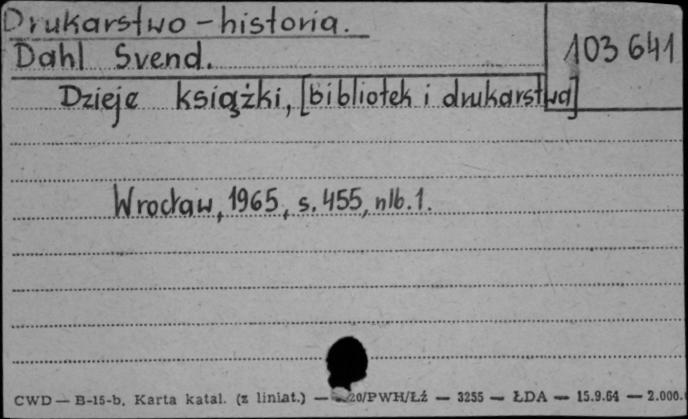 Drukarstwo - historia.
Dahl Svend.
103 641
Dzieje książki, [bibliotek i drukarstwa]
Wrocław, 1965, s. 455, nlb. 1.
CWD — B-15-b. Karta katal. (z liniat.) — 20/PWH/Łź — 3255 — ŁDA — 15.9.64 — 2.000.